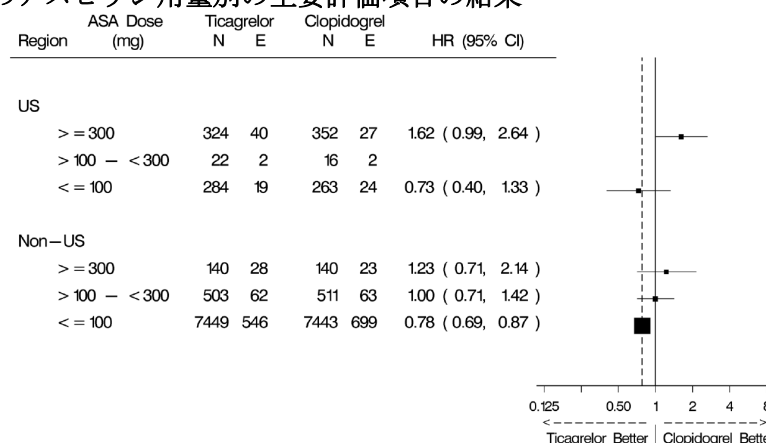 アスピリン用量別の主要評価項目の結果
ASA Dose Ticagrelor Clopidogrel
Region (mg) N E N E HR (95% CI)
US
>=300 324 40 352 27 1.62 (0.99, 2.64)
>100 – <300 22 2 16 2
<=100 284 19 263 24 0.73 (0.40, 1.33)
Non–US
>=300 140 28 140 23 1.23 (0.71, 2.14)
>100 – <300 503 62 511 63 1.00 (0.71, 1.42)
<=100 7449 546 7443 699 0.78 (0.69, 0.87)
0.125 0.50 1 2 4 8
Ticagrelor Better Clopidogrel Bette